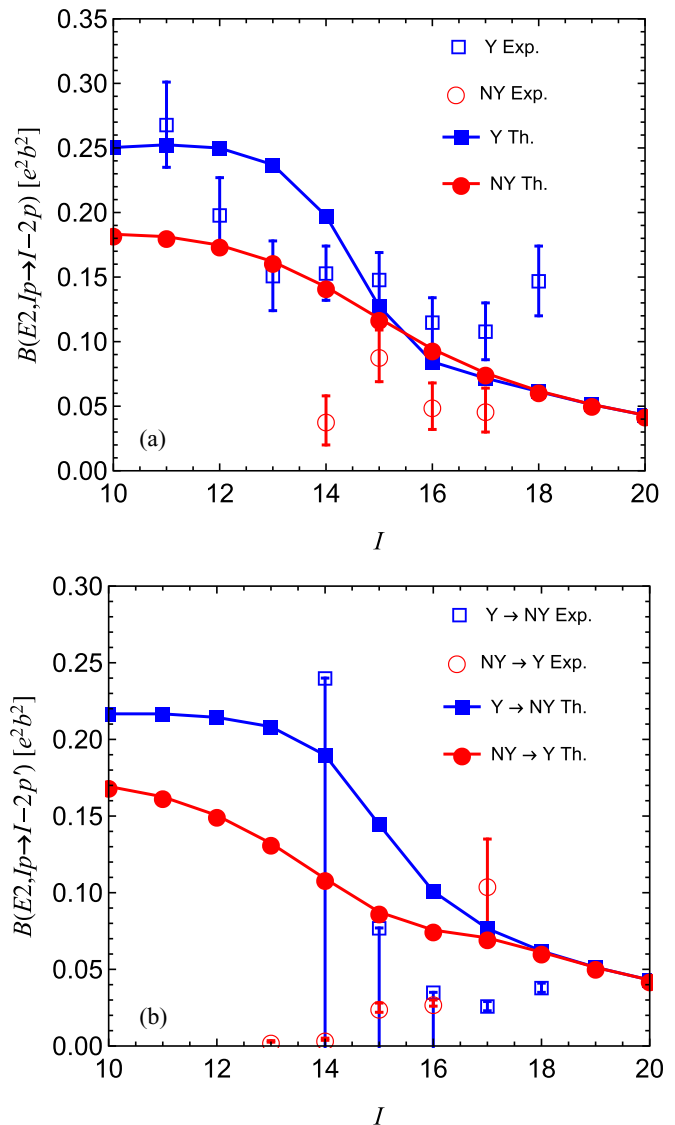 0.35
0.30
0.25
0.20
0.15
0.10
0.05
0.00
B(E2,Ip→I−2p) [e²b²]
Y Exp.
NY Exp.
Y Th.
NY Th.
(a)
10 12 14 16 18 20
I
0.30
0.25
0.20
0.15
0.10
0.05
0.00
B(E2,Ip→I−2p') [e²b²]
Y → NY Exp.
NY → Y Exp.
Y → NY Th.
NY → Y Th.
(b)
10 12 14 16 18 20
I